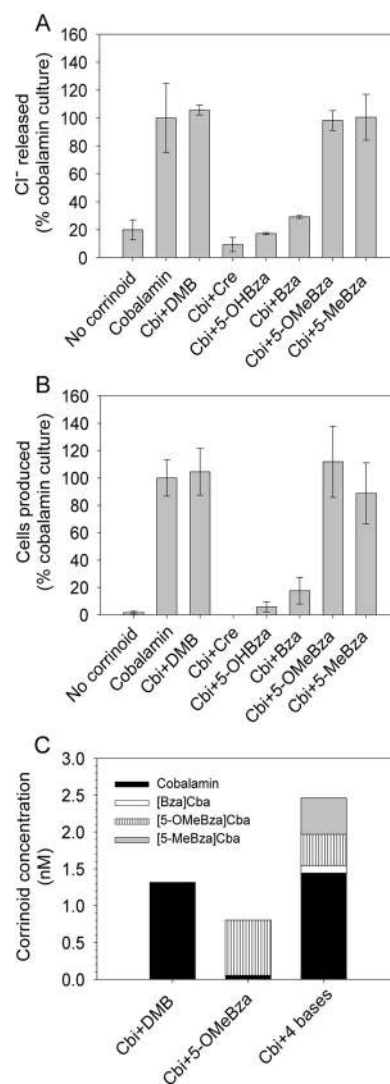 A
Cl⁻ released
(% cobalamin culture)
160
140
120
100
80
60
40
20
0
No corrinoid
Cobalamin
Cbi+DMB
Cbi+Cre
Cbi+5-OHBza
Cbi+Bza
Cbi+5-OMeBza
Cbi+5-MeBza
B
Cells produced
(% cobalamin culture)
160
140
120
100
80
60
40
20
0
No corrinoid
Cobalamin
Cbi+DMB
Cbi+Cre
Cbi+5-OHBza
Cbi+Bza
Cbi+5-OMeBza
Cbi+5-MeBza
C
Corrinoid concentration
(nM)
3.0
2.5
2.0
1.5
1.0
0.5
0.0
Cobalamin
[Bza]Cba
[5-OMeBza]Cba
[5-MeBza]Cba
Cbi+DMB
Cbi+5-OMeBza
Cbi+4 bases